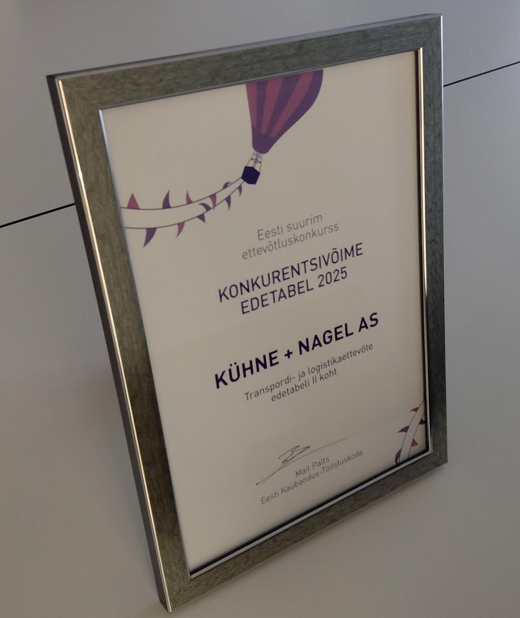 Eesti suurim
ettevõtluskonkurss
KONKURENTSIVÕIME
EDETABEL 2025
KÜHNE + NAGEL AS
Transpordi- ja logistikaettevõte
edetabeli II koht
Mait Palts
Eesti Kaubandus-Tööstuskoda